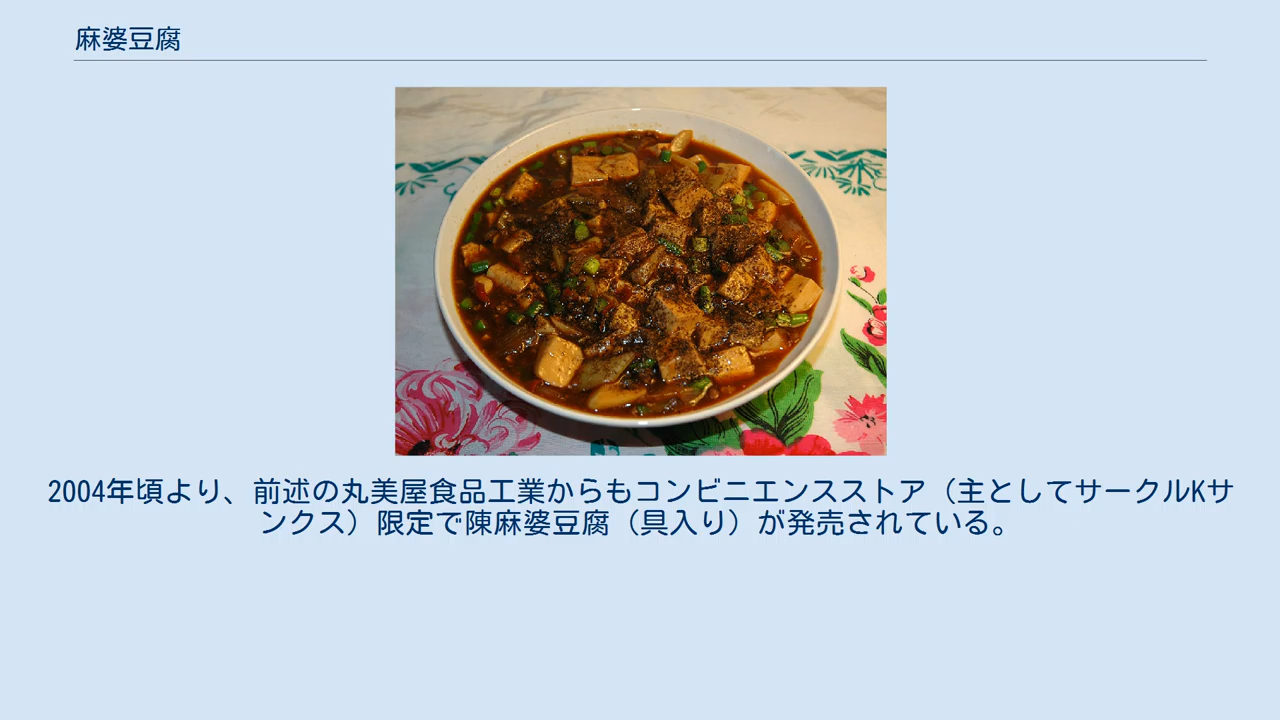 麻婆豆腐
2004年頃より、前述の丸美屋食品工業からもコンビニエンスストア（主としてサークルKサ
ンクス）限定で陳麻婆豆腐（具入り）が発売されている。